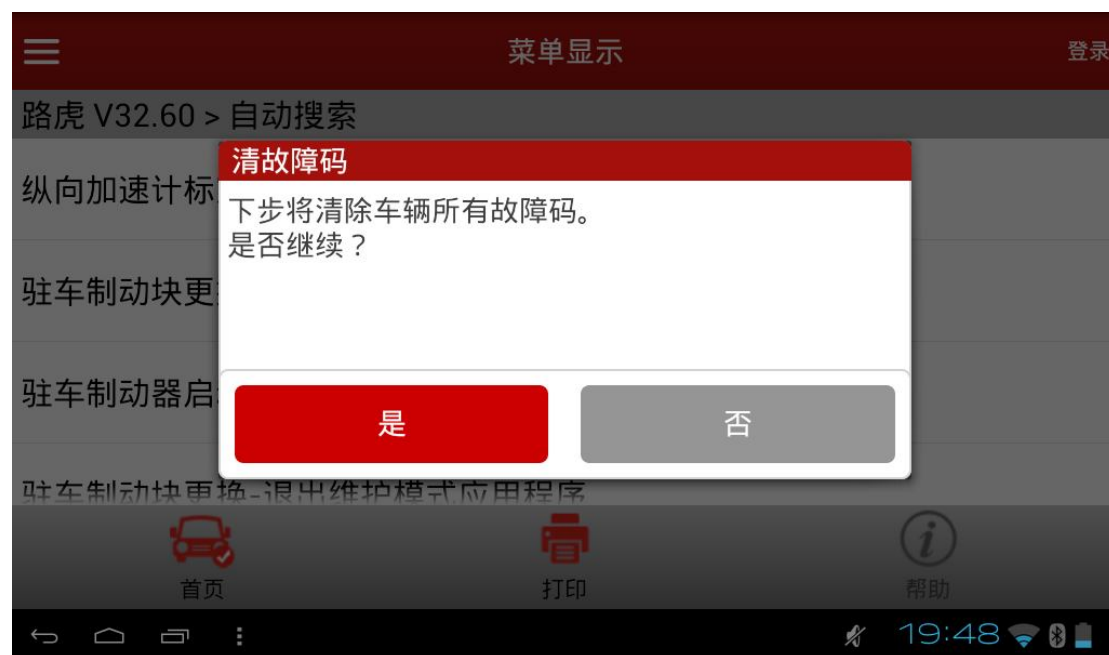 菜单显示
登录
路虎 V32.60 > 自动搜索
清故障码
纵向加速计标
下步将清除车辆所有故障码。
是否继续？
驻车制动块更
驻车制动器启
是
否
驻车制动块更换-退出维护模式应用程序
首页
打印
帮助
19:48